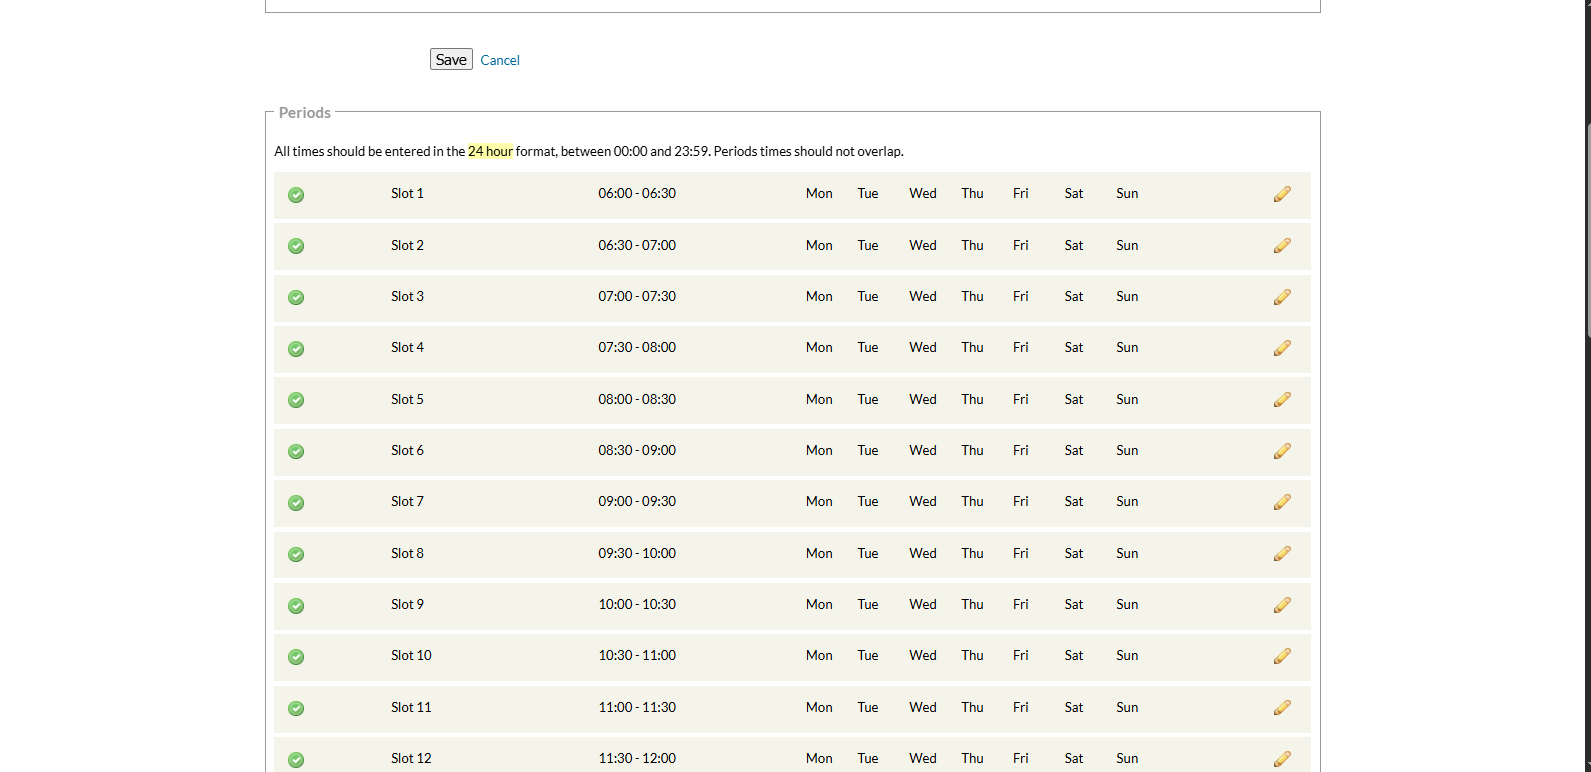 Save Cancel
Periods
All times should be entered in the 24 hour format, between 00:00 and 23:59. Periods times should not overlap.
Slot 1 06:00 - 06:30 Mon Tue Wed Thu Fri Sat Sun
Slot 2 06:30 - 07:00 Mon Tue Wed Thu Fri Sat Sun
Slot 3 07:00 - 07:30 Mon Tue Wed Thu Fri Sat Sun
Slot 4 07:30 - 08:00 Mon Tue Wed Thu Fri Sat Sun
Slot 5 08:00 - 08:30 Mon Tue Wed Thu Fri Sat Sun
Slot 6 08:30 - 09:00 Mon Tue Wed Thu Fri Sat Sun
Slot 7 09:00 - 09:30 Mon Tue Wed Thu Fri Sat Sun
Slot 8 09:30 - 10:00 Mon Tue Wed Thu Fri Sat Sun
Slot 9 10:00 - 10:30 Mon Tue Wed Thu Fri Sat Sun
Slot 10 10:30 - 11:00 Mon Tue Wed Thu Fri Sat Sun
Slot 11 11:00 - 11:30 Mon Tue Wed Thu Fri Sat Sun
Slot 12 11:30 - 12:00 Mon Tue Wed Thu Fri Sat Sun